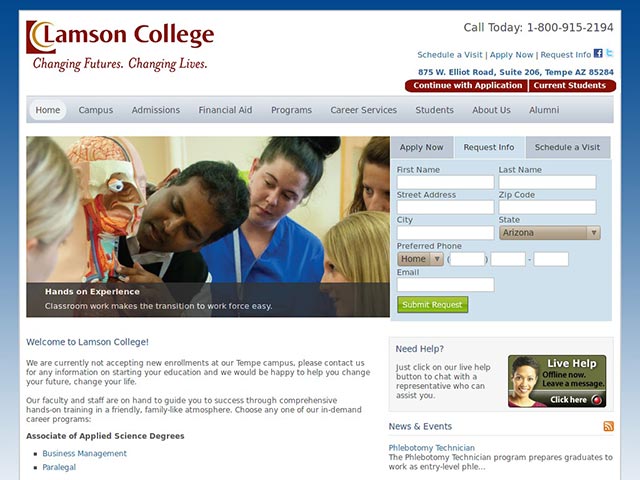 Lamson College
Changing Futures. Changing Lives.
Call Today: 1-800-915-2194
Schedule a Visit | Apply Now | Request Info
875 W. Elliot Road, Suite 206, Tempe AZ 85284
Continue with Application | Current Students
Home Campus Admissions Financial Aid Programs Career Services Students About Us Alumni
Hands on Experience
Classroom work makes the transition to work force easy.
Apply Now Request Info Schedule a Visit
First Name Last Name
Street Address Zip Code
City State
Arizona
Preferred Phone
Home ( ) -
Email
Submit Request
Welcome to Lamson College!
We are currently not accepting new enrollments at our Tempe campus, please contact us
for any information on starting your education and we would be happy to help you change
your future, change your life.
Our faculty and staff are on hand to guide you to success through comprehensive
hands-on training in a friendly, family-like atmosphere. Choose any one of our in-demand
career programs:
Associate of Applied Science Degrees
Business Management
Paralegal
Need Help?
Just click on our live help
button to chat with a
representative who can
assist you.
Live Help
Offline now.
Leave a message.
Click here
News & Events
Phlebotomy Technician
The Phlebotomy Technician program prepares graduates to
work as entry-level phle...